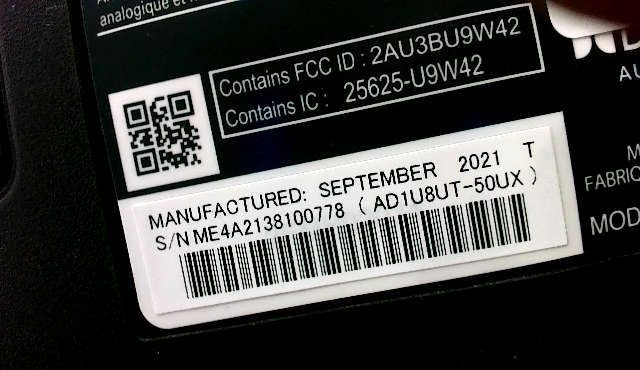 analogique et
Contains FCC ID : 2AU3BU9W42
Contains IC : 25625-U9W42
MANUFACTURED: SEPTEMBER 2021 T
S/N ME4A2138100778 ( AD1U8UT-50UX )